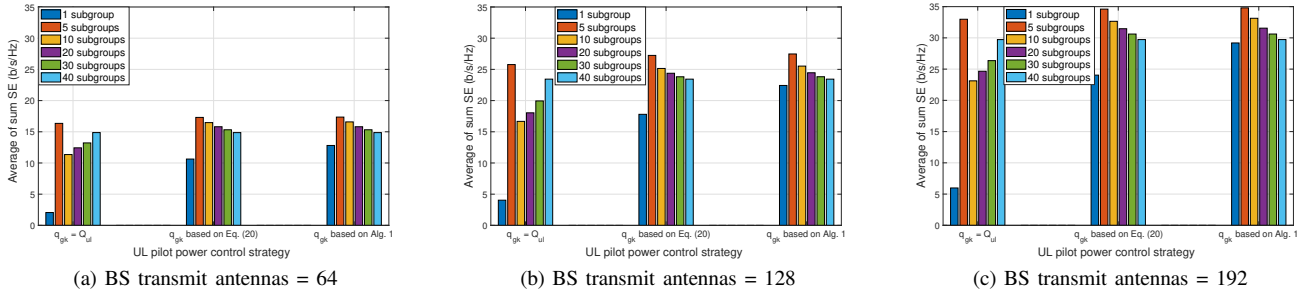 35
30
25
20
15
10
5
0
Average of sum SE (b/s/Hz)
1 subgroup
5 subgroups
10 subgroups
20 subgroups
30 subgroups
40 subgroups
q_gk = Q_ul
q_gk based on Eq. (20)
q_gk based on Alg. 1
UL pilot power control strategy
(a) BS transmit antennas = 64
35
30
25
20
15
10
5
0
Average of sum SE (b/s/Hz)
1 subgroup
5 subgroups
10 subgroups
20 subgroups
30 subgroups
40 subgroups
q_gk = Q_ul
q_gk based on Eq. (20)
q_gk based on Alg. 1
UL pilot power control strategy
(b) BS transmit antennas = 128
35
30
25
20
15
10
5
0
Average of sum SE (b/s/Hz)
1 subgroup
5 subgroups
10 subgroups
20 subgroups
30 subgroups
40 subgroups
q_gk = Q_ul
q_gk based on Eq. (20)
q_gk based on Alg. 1
UL pilot power control strategy
(c) BS transmit antennas = 192